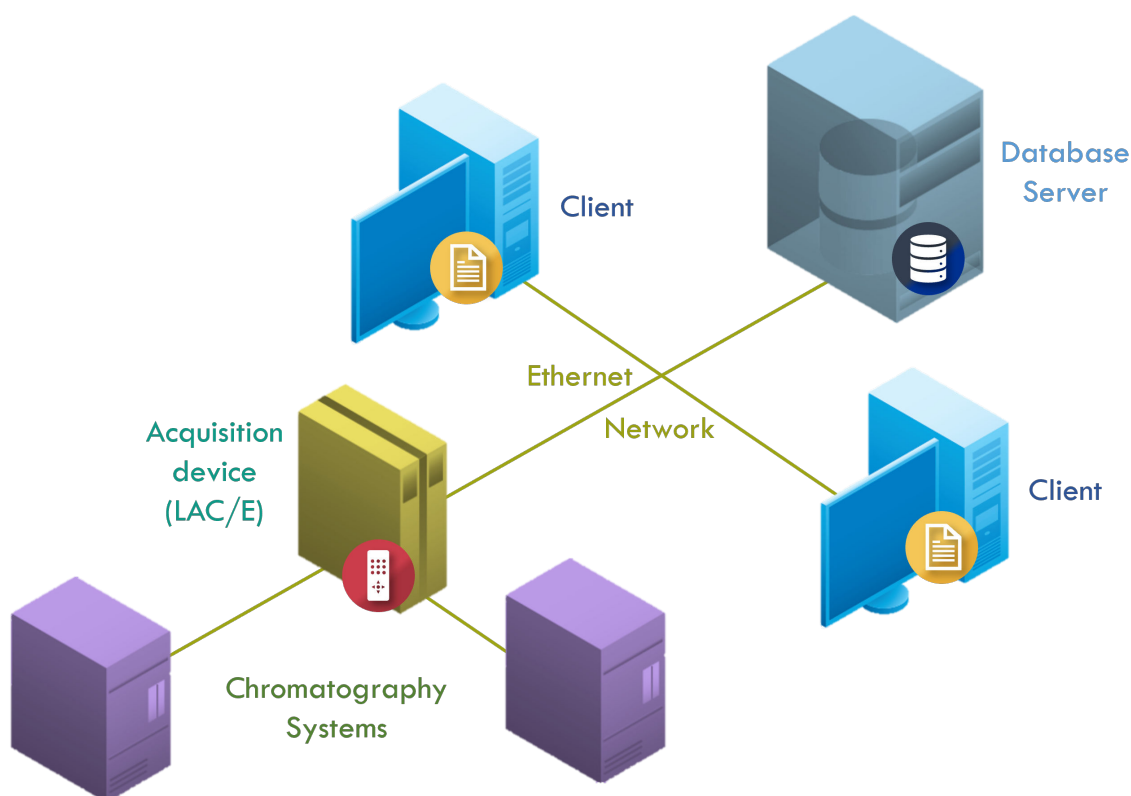 Client
Database
Server
Ethernet
Network
Acquisition
device
(LAC/E)
Client
Chromatography
Systems